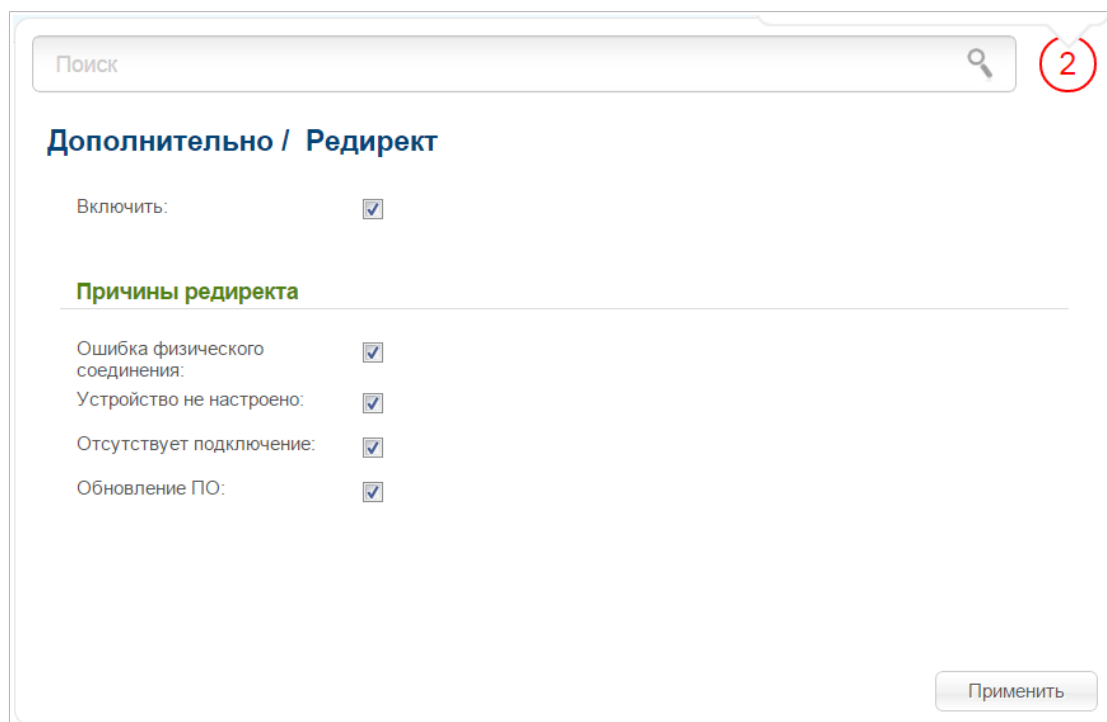 Поиск
2
Дополнительно / Редирект
Включить:
Причины редиректа
Ошибка физического
соединения:
Устройство не настроено:
Отсутствует подключение:
Обновление ПО:
Применить